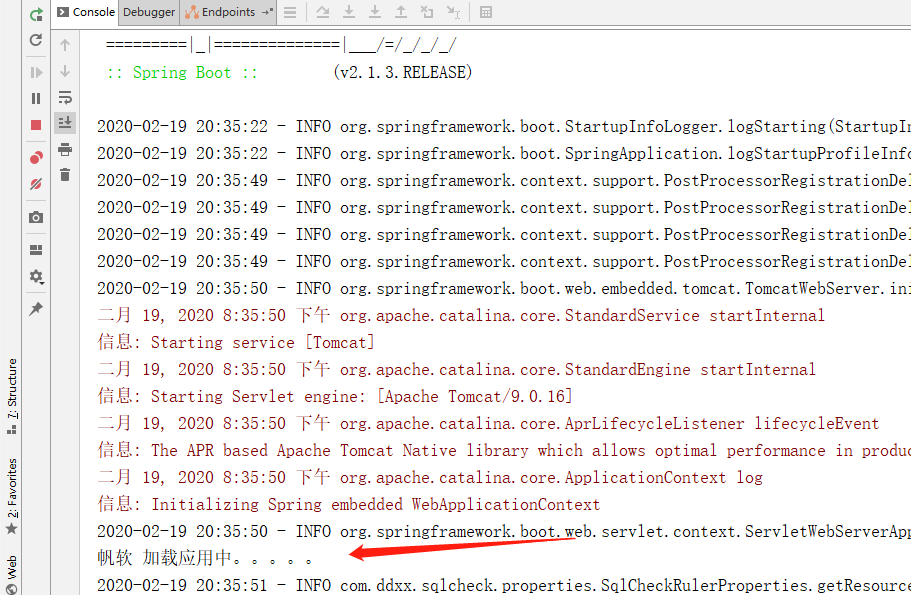 Console Debugger Endpoints
=========|_|==============|___/=/_/_/_/
:: Spring Boot :: (v2.1.3.RELEASE)
2020-02-19 20:35:22 - INFO org.springframework.boot.StartupInfoLogger.logStarting(StartupIn
2020-02-19 20:35:22 - INFO org.springframework.boot.SpringApplication.logStartupProfileInfo
2020-02-19 20:35:49 - INFO org.springframework.context.support.PostProcessorRegistrationDel
2020-02-19 20:35:49 - INFO org.springframework.context.support.PostProcessorRegistrationDel
2020-02-19 20:35:49 - INFO org.springframework.context.support.PostProcessorRegistrationDel
2020-02-19 20:35:49 - INFO org.springframework.context.support.PostProcessorRegistrationDel
2020-02-19 20:35:50 - INFO org.springframework.boot.web.embedded.tomcat.TomcatWebServer.ini
二月 19, 2020 8:35:50 下午 org.apache.catalina.core.StandardService startInternal
信息: Starting service [Tomcat]
二月 19, 2020 8:35:50 下午 org.apache.catalina.core.StandardEngine startInternal
信息: Starting Servlet engine: [Apache Tomcat/9.0.16]
二月 19, 2020 8:35:50 下午 org.apache.catalina.core.AprLifecycleListener lifecycleEvent
信息: The APR based Apache Tomcat Native library which allows optimal performance in produc
二月 19, 2020 8:35:50 下午 org.apache.catalina.core.ApplicationContext log
信息: Initializing Spring embedded WebApplicationContext
2020-02-19 20:35:50 - INFO org.springframework.boot.web.servlet.context.ServletWebServerApp
帆软 加载应用中。。。。。
2020-02-19 20:35:51 - INFO com.ddxx.sqlcheck.properties.SqlCheckRulerProperties.getResource
7: Structure
2: Favorites
Web